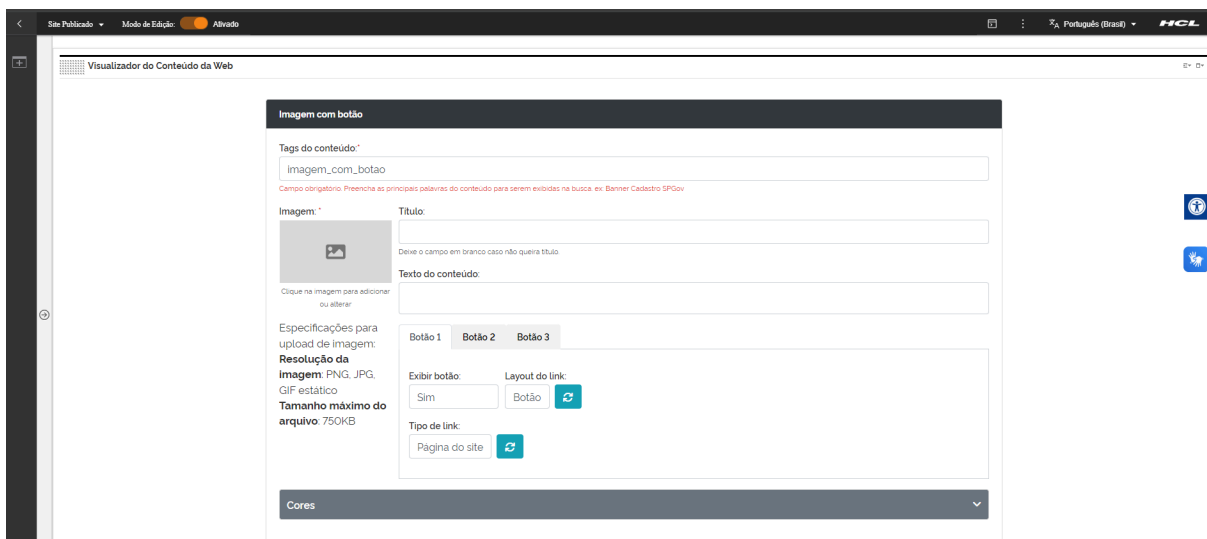 Site Publicado Modo de Edição: Ativado Português (Brasil) HCL
Visualizador do Conteúdo da Web
Imagem com botão
Tags do conteúdo:*
imagem_com_botao
Campo obrigatório. Preencha as principais palavras do conteúdo para serem exibidas na busca. ex: Banner Cadastro SPGov
Imagem: *
Clique na imagem para adicionar
ou alterar
Especificações para
upload de imagem:
Resolução da
imagem: PNG, JPG,
GIF estático
Tamanho máximo do
arquivo: 750KB
Título:
Deixe o campo em branco caso não queira título.
Texto do conteúdo:
Botão 1 Botão 2 Botão 3
Exibir botão: Layout do link:
Sim Botão
Tipo de link:
Página do site
Cores